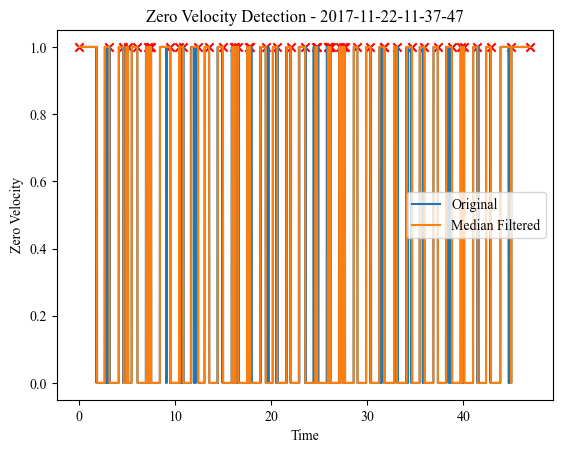 Zero Velocity Detection - 2017-11-22-11-37-47
1.0
0.8
0.6
0.4
0.2
0.0
Zero Velocity
Original
Median Filtered
0
10
20
30
40
Time